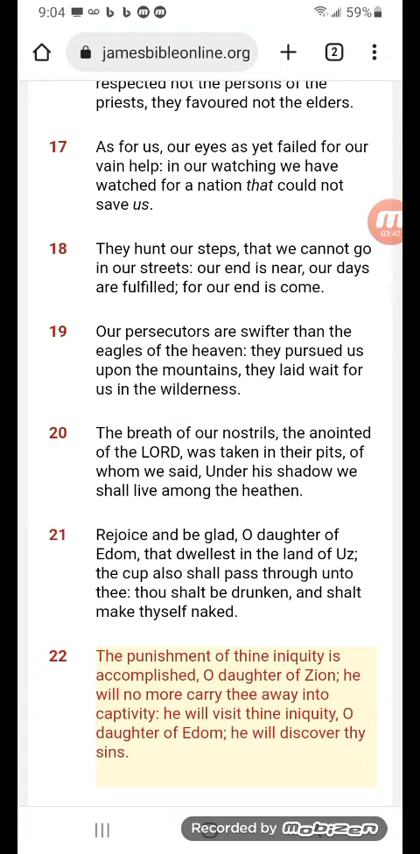 9:04
59%
jamesbibleonline.org
2
respected not the persons of the
priests, they favoured not the elders.
17 As for us, our eyes as yet failed for our
vain help: in our watching we have
watched for a nation that could not
save us.
03:42
18 They hunt our steps, that we cannot go
in our streets: our end is near, our days
are fulfilled; for our end is come.
19 Our persecutors are swifter than the
eagles of the heaven: they pursued us
upon the mountains, they laid wait for
us in the wilderness.
20 The breath of our nostrils, the anointed
of the LORD, was taken in their pits, of
whom we said, Under his shadow we
shall live among the heathen.
21 Rejoice and be glad, O daughter of
Edom, that dwellest in the land of Uz;
the cup also shall pass through unto
thee: thou shalt be drunken, and shalt
make thyself naked.
22 The punishment of thine iniquity is
accomplished, O daughter of Zion; he
will no more carry thee away into
captivity: he will visit thine iniquity, O
daughter of Edom; he will discover thy
sins.
Recorded by mobizen